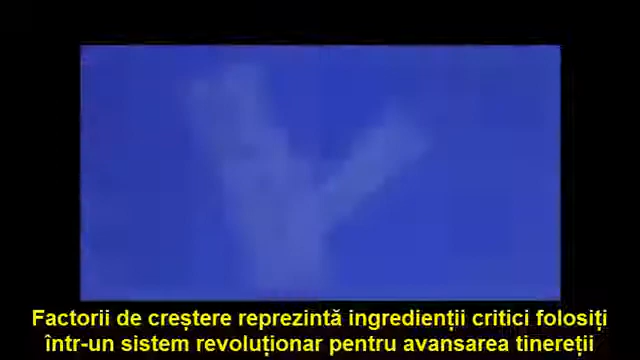 Factorii de creștere reprezintă ingredienții critici folosiți
într-un sistem revoluționar pentru avansarea tinereții